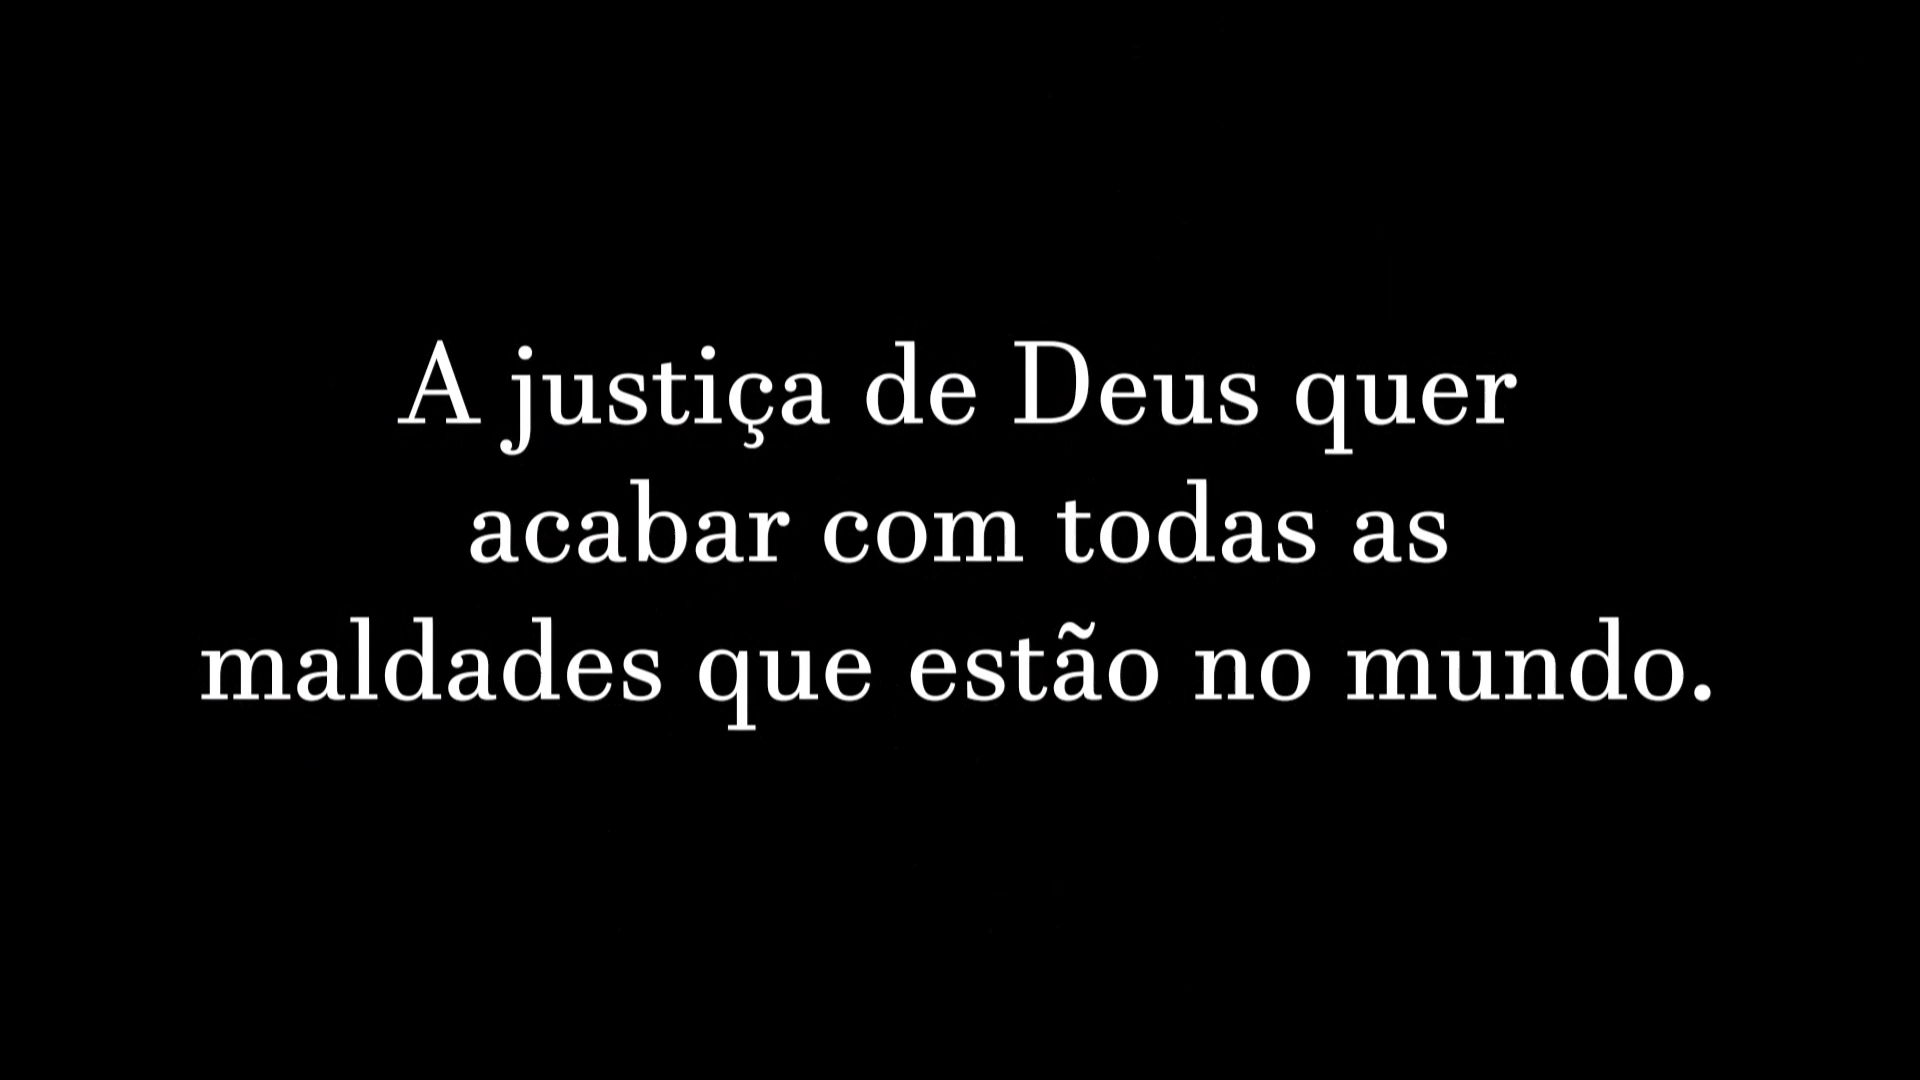 A justiça de Deus quer
acabar com todas as
maldades que estão no mundo.